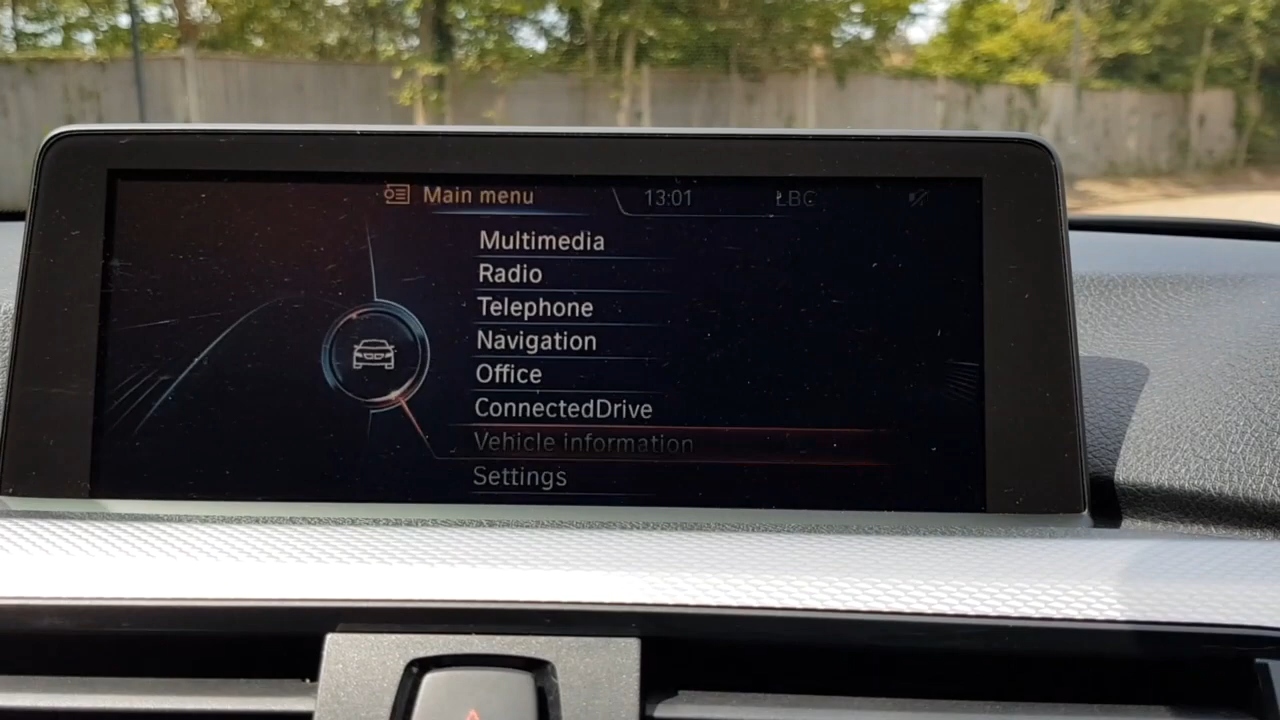 Main menu 13:01 LBC
Multimedia
Radio
Telephone
Navigation
Office
ConnectedDrive
Vehicle information
Settings